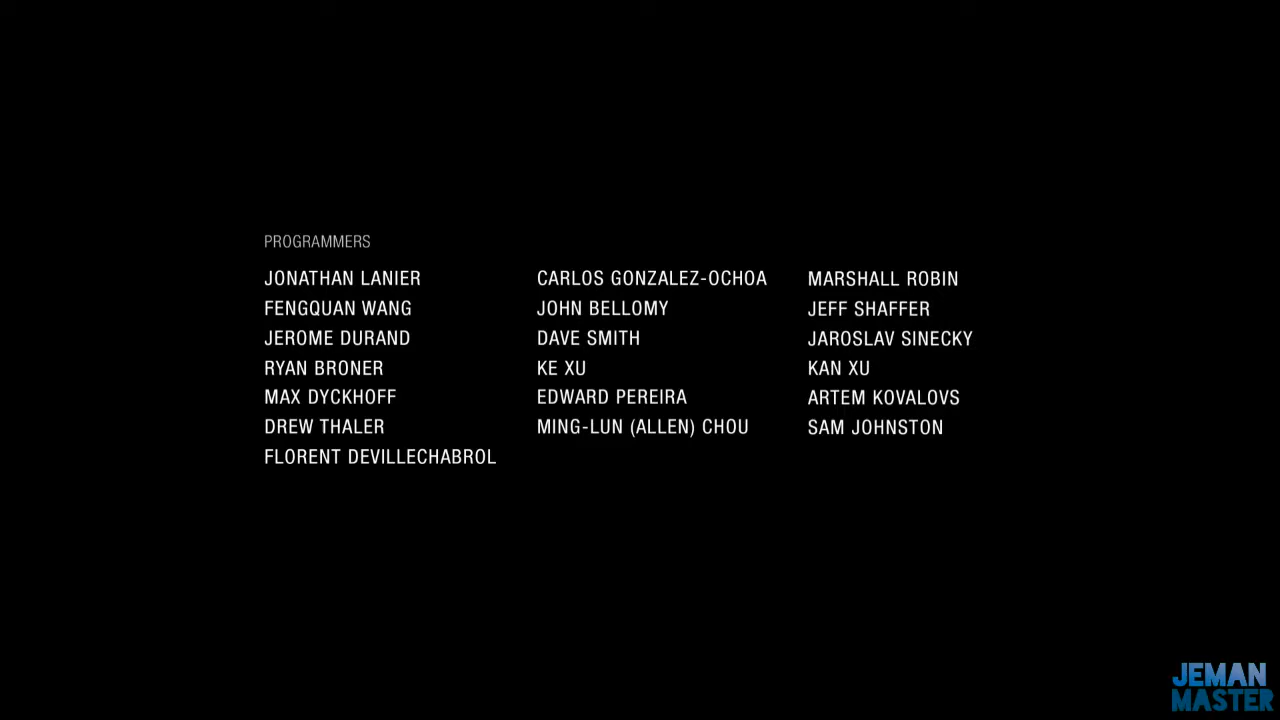 PROGRAMMERS
JONATHAN LANIER CARLOS GONZALEZ-OCHOA MARSHALL ROBIN
FENGQUAN WANG JOHN BELLOMY JEFF SHAFFER
JEROME DURAND DAVE SMITH JAROSLAV SINECKY
RYAN BRONER KE XU KAN XU
MAX DYCKHOFF EDWARD PEREIRA ARTEM KOVALOVS
DREW THALER MING-LUN (ALLEN) CHOU SAM JOHNSTON
FLORENT DEVILLECHABROL
JEMAN
MASTER